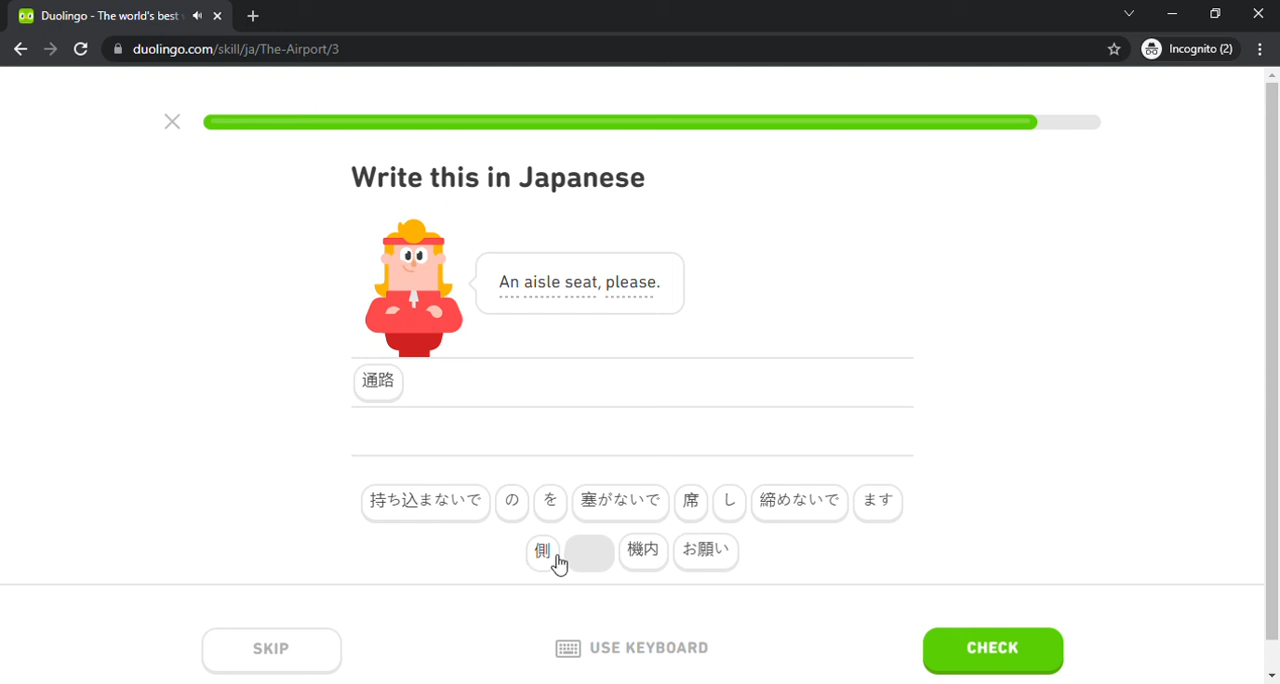 Duolingo - The world's best
duolingo.com/skill/ja/The-Airport/3
Incognito (2)
Write this in Japanese
An aisle seat, please.
通路
持ち込まないで の を 塞がないで 席 し 締めないで ます
側 機内 お願い
SKIP
USE KEYBOARD
CHECK